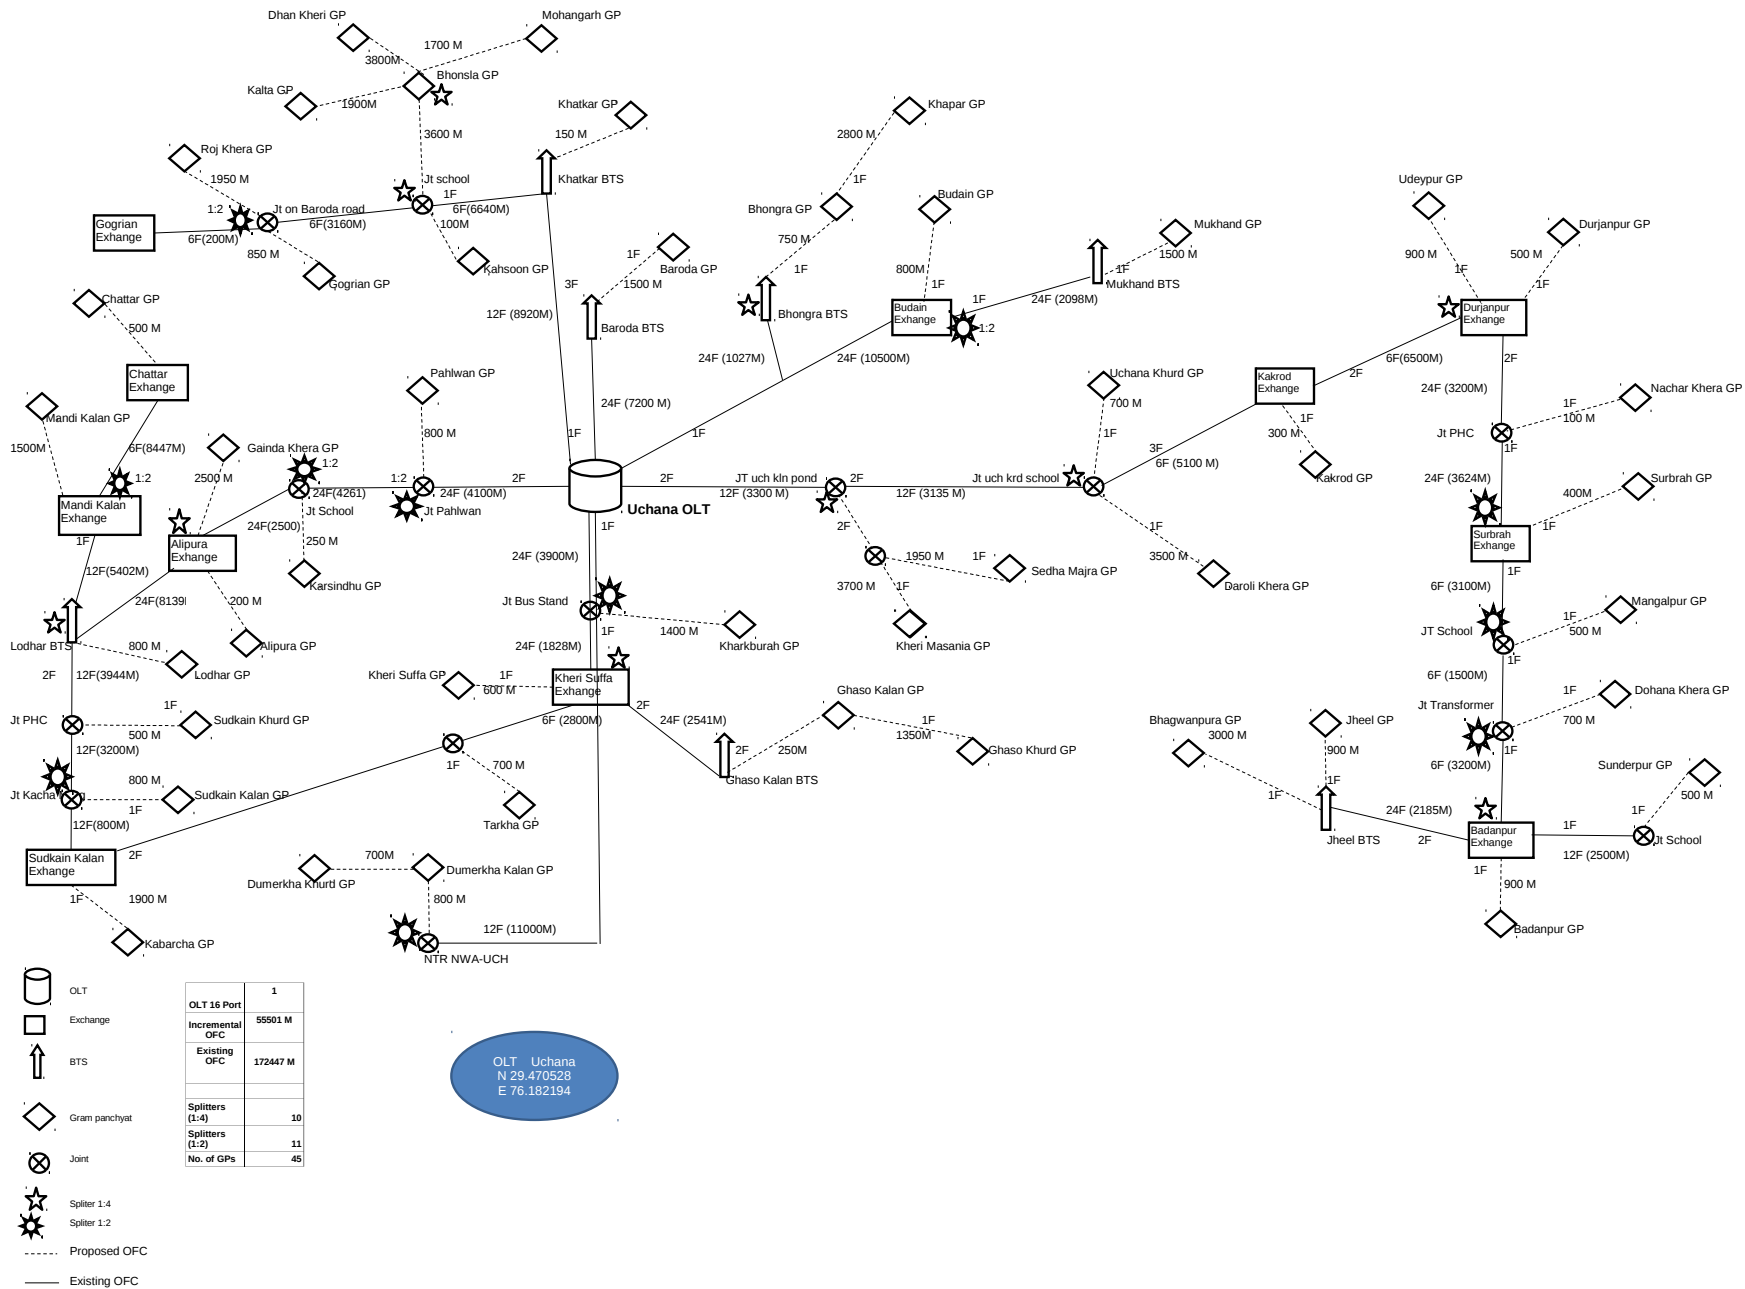 Dhan Kheri GP
Mohangarh GP
1700 M
3800M
Bhonsla GP
Kalta GP
1900M
Khatkar GP
Khapar GP
3600 M
150 M
2800 M
Roj Khera GP
1950 M
Jt school
Khatkar BTS
1F
Udeypur GP
1F
Budain GP
1:2
Jt on Baroda road
6F(6640M)
Bhongra GP
Gogrian
Exhange
6F(3160M)
100M
Mukhand GP
Durjanpur GP
6F(200M)
750 M
850 M
1F
1500 M
900 M
500 M
Kahsoon GP
Baroda GP
1F
800M
1F
1F
Gogrian GP
3F
1500 M
1F
Mukhand BTS
1F
Chattar GP
1F
24F (2098M)
Budain
Exhange
Durjanpur
Exhange
12F (8920M)
Bhongra BTS
500 M
Baroda BTS
1:2
24F (1027M)
24F (10500M)
6F(6500M)
2F
Chattar
Exhange
Pahlwan GP
Uchana Khurd GP
2F
Kakrod
Exhange
24F (3200M)
Nachar Khera GP
24F (7200 M)
700 M
1F
100 M
Mandi Kalan GP
1F
800 M
1F
1F
1F
300 M
Jt PHC
1500M
6F(8447M)
Gainda Khera GP
3F
1F
1:2
6F (5100 M)
1:2
2500 M
1:2
2F
2F
JT uch kln pond
2F
Jt uch krd school
Kakrod GP
24F (3624M)
Surbrah GP
24F(4261)
24F (4100M)
12F (3300 M)
12F (3135 M)
400M
Mandi Kalan
Exhange
Jt School
Jt Pahlwan
Uchana OLT
24F(2500)
1F
2F
1F
1F
1F
Alipura
Exhange
250 M
24F (3900M)
1950 M
1F
3500 M
Surbrah
Exhange
12F(5402M)
Sedha Majra GP
1F
Karsindhu GP
3700 M
1F
Daroli Khera GP
6F (3100M)
24F(8139l
200 M
Jt Bus Stand
Mangalpur GP
1F
JT School
500 M
1F
1400 M
Lodhar BTS
800 M
Alipura GP
24F (1828M)
Kharkburah GP
Kheri Masania GP
1F
2F
12F(3944M)
Lodhar GP
Kheri Suffa GP
1F
600 M
Kheri Suffa
Exhange
6F (1500M)
Ghaso Kalan GP
1F
Dohana Khera GP
1F
2F
Jt Transformer
Jt PHC
Sudkain Khurd GP
6F (2800M)
24F (2541M)
1F
Bhagwanpura GP
Jheel GP
700 M
500 M
1350M
3000 M
12F(3200M)
2F
250M
Ghaso Khurd GP
900 M
1F
1F
700 M
6F (3200M)
Sunderpur GP
800 M
Ghaso Kalan BTS
1F
Jt Kacha
Sudkain Kalan GP
1F
500 M
1F
24F (2185M)
1F
12F(800M)
Tarkha GP
1F
Jheel BTS
2F
Badanpur
Exhange
Jt School
Sudkain Kalan
Exhange
2F
700M
12F (2500M)
Dumerkha Kalan GP
1F
Dumerkha Khurd GP
900 M
1F
1900 M
800 M
12F (11000M)
Badanpur GP
Kabarcha GP
NTR NWA-UCH
OLT
Exchange
BTS
Gram panchyat
Joint
Spliter 1:4
Spliter 1:2
Proposed OFC
Existing OFC
OLT 16 Port 1
Incremental
OFC 55501 M
Existing
OFC 172447 M
Splitters
(1:4) 10
Splitters
(1:2) 11
No. of GPs 45
OLT Uchana
N 29.470528
E 76.182194